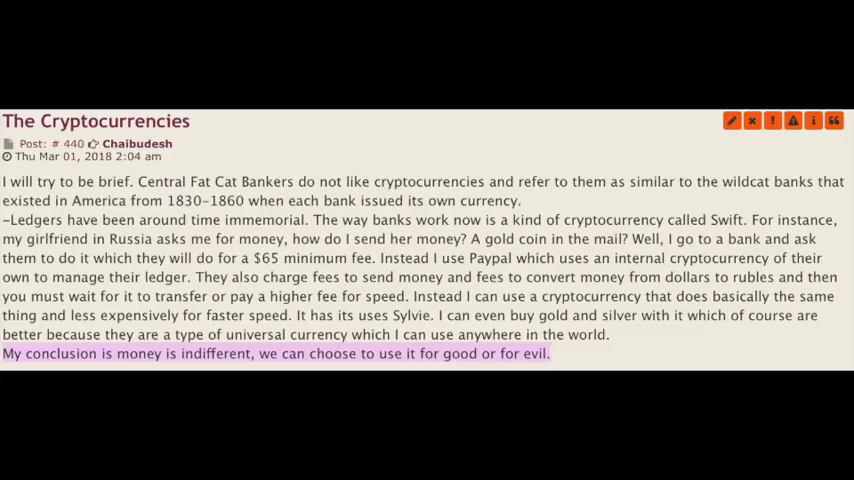 The Cryptocurrencies
Post: # 440 Chaibudesh
Thu Mar 01, 2018 2:04 am
I will try to be brief. Central Fat Cat Bankers do not like cryptocurrencies and refer to them as similar to the wildcat banks that
existed in America from 1830-1860 when each bank issued its own currency.
-Ledgers have been around time immemorial. The way banks work now is a kind of cryptocurrency called Swift. For instance,
my girlfriend in Russia asks me for money, how do I send her money? A gold coin in the mail? Well, I go to a bank and ask
them to do it which they will do for a $65 minimum fee. Instead I use Paypal which uses an internal cryptocurrency of their
own to manage their ledger. They also charge fees to send money and fees to convert money from dollars to rubles and then
you must wait for it to transfer or pay a higher fee for speed. Instead I can use a cryptocurrency that does basically the same
thing and less expensively for faster speed. It has its uses Sylvie. I can even buy gold and silver with it which of course are
better because they are a type of universal currency which I can use anywhere in the world.
My conclusion is money is indifferent, we can choose to use it for good or for evil.